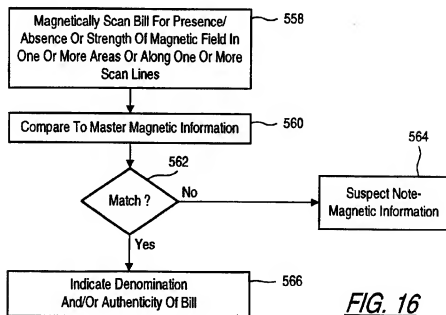 Magnetically Scan Bill For Presence/
Absence Or Strength Of Magnetic Field In
One Or More Areas Or Along One Or More
Scan Lines
558
Compare To Master Magnetic Information
560
562
Match ?
No
564
Suspect Note-
Magnetic Information
Yes
Indicate Denomination
And/Or Authenticity Of Bill
566
FIG. 16